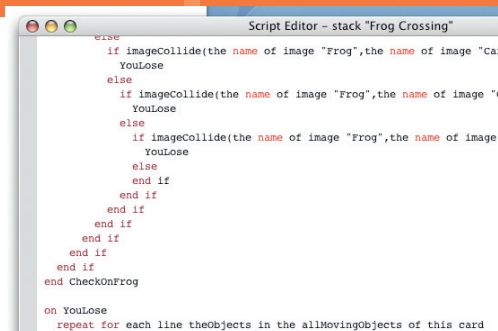 Script Editor - stack "Frog Crossing"
else
if imageCollide(the name of image "Frog",the name of image "Ca
YouLose
else
if imageCollide(the name of image "Frog",the name of image "
YouLose
else
if imageCollide(the name of image "Frog",the name of image
YouLose
else
end if
end if
end if
end if
end if
end if
end if
end CheckOnFrog
on YouLose
repeat for each line theObjects in the allMovingObjects of this card